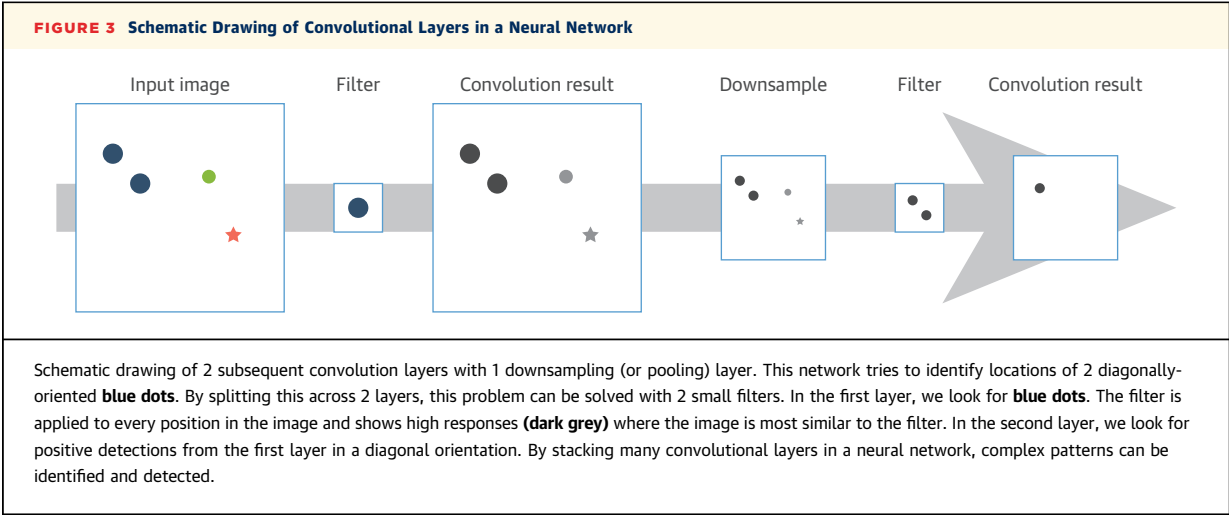 FIGURE 3 Schematic Drawing of Convolutional Layers in a Neural Network
Input image Filter Convolution result Downsample Filter Convolution result
Schematic drawing of 2 subsequent convolution layers with 1 downsampling (or pooling) layer. This network tries to identify locations of 2 diagonally-
oriented blue dots. By splitting this across 2 layers, this problem can be solved with 2 small filters. In the first layer, we look for blue dots. The filter is
applied to every position in the image and shows high responses (dark grey) where the image is most similar to the filter. In the second layer, we look for
positive detections from the first layer in a diagonal orientation. By stacking many convolutional layers in a neural network, complex patterns can be
identified and detected.